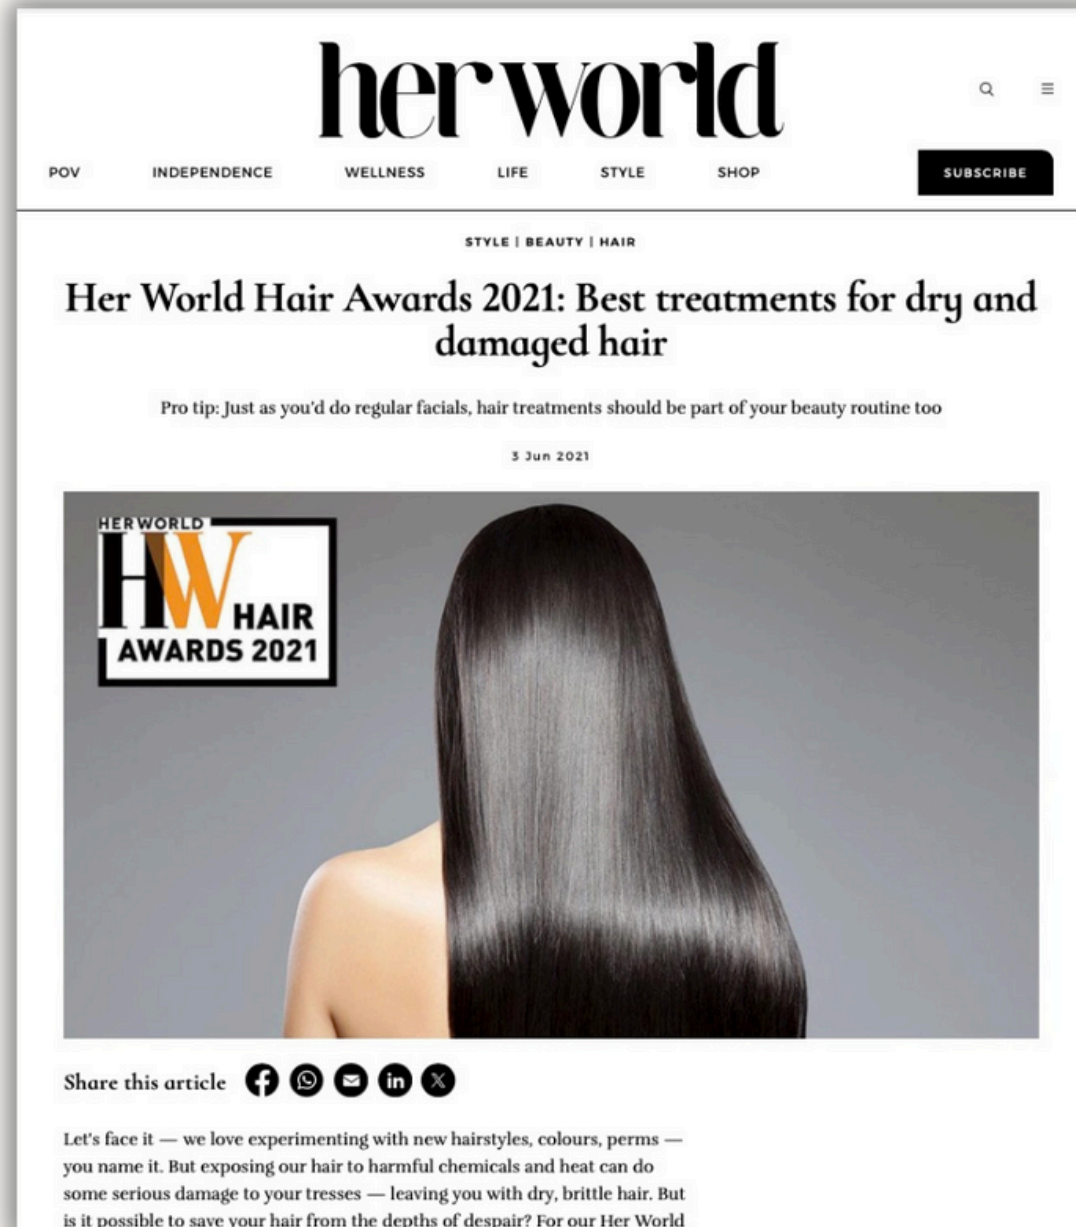 her world
POV INDEPENDENCE WELLNESS LIFE STYLE SHOP SUBSCRIBE
STYLE | BEAUTY | HAIR
Her World Hair Awards 2021: Best treatments for dry and
damaged hair
Pro tip: Just as you'd do regular facials, hair treatments should be part of your beauty routine too
3 Jun 2021
HERWORLD
HW HAIR
AWARDS 2021
Share this article
Let's face it — we love experimenting with new hairstyles, colours, perms —
you name it. But exposing our hair to harmful chemicals and heat can do
some serious damage to your tresses — leaving you with dry, brittle hair. But
is it possible to save your hair from the depths of despair? For our Her World